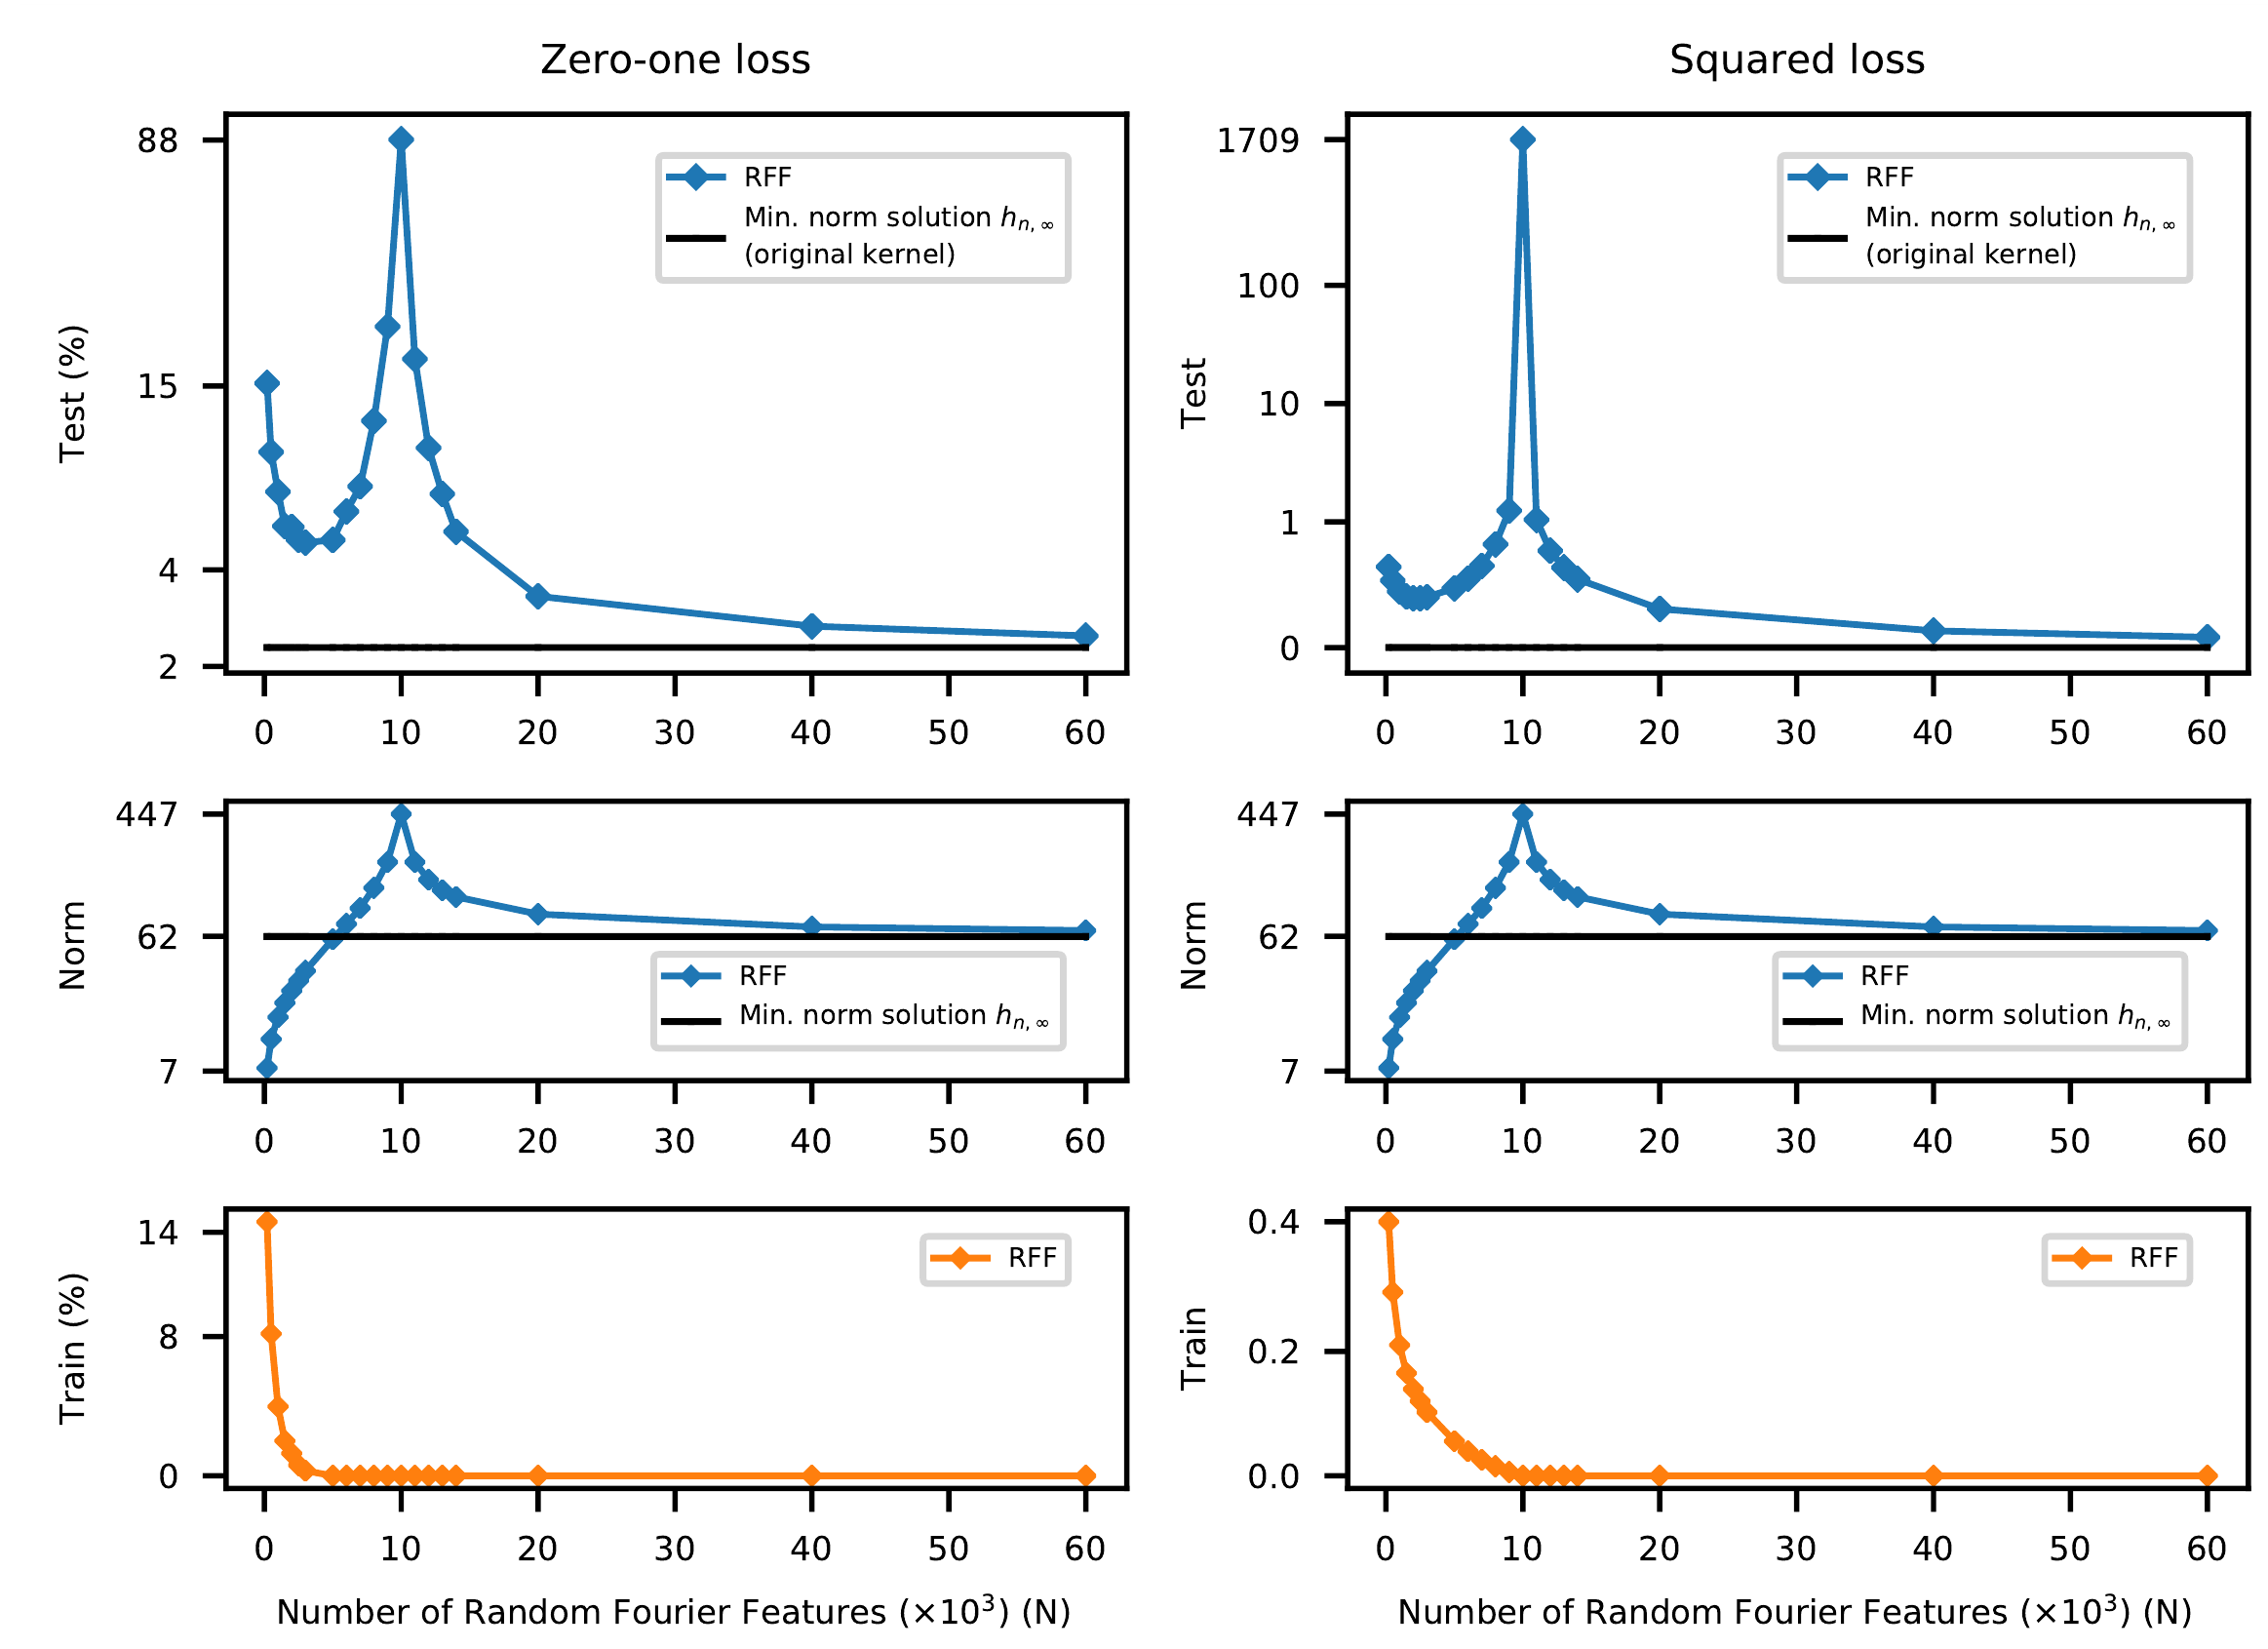 Zero-one loss
Squared loss
Test (%)
88
15
4
2
RFF
Min. norm solution $h_{n,\infty}$
(original kernel)
0 10 20 30 40 50 60
Test
1709
100
10
1
0
RFF
Min. norm solution $h_{n,\infty}$
(original kernel)
0 10 20 30 40 50 60
Norm
447
62
7
RFF
Min. norm solution $h_{n,\infty}$
0 10 20 30 40 50 60
Norm
447
62
7
RFF
Min. norm solution $h_{n,\infty}$
0 10 20 30 40 50 60
Train (%)
14
8
0
RFF
0 10 20 30 40 50 60
Number of Random Fourier Features (×10³) (N)
Train
0.4
0.2
0.0
RFF
0 10 20 30 40 50 60
Number of Random Fourier Features (×10³) (N)